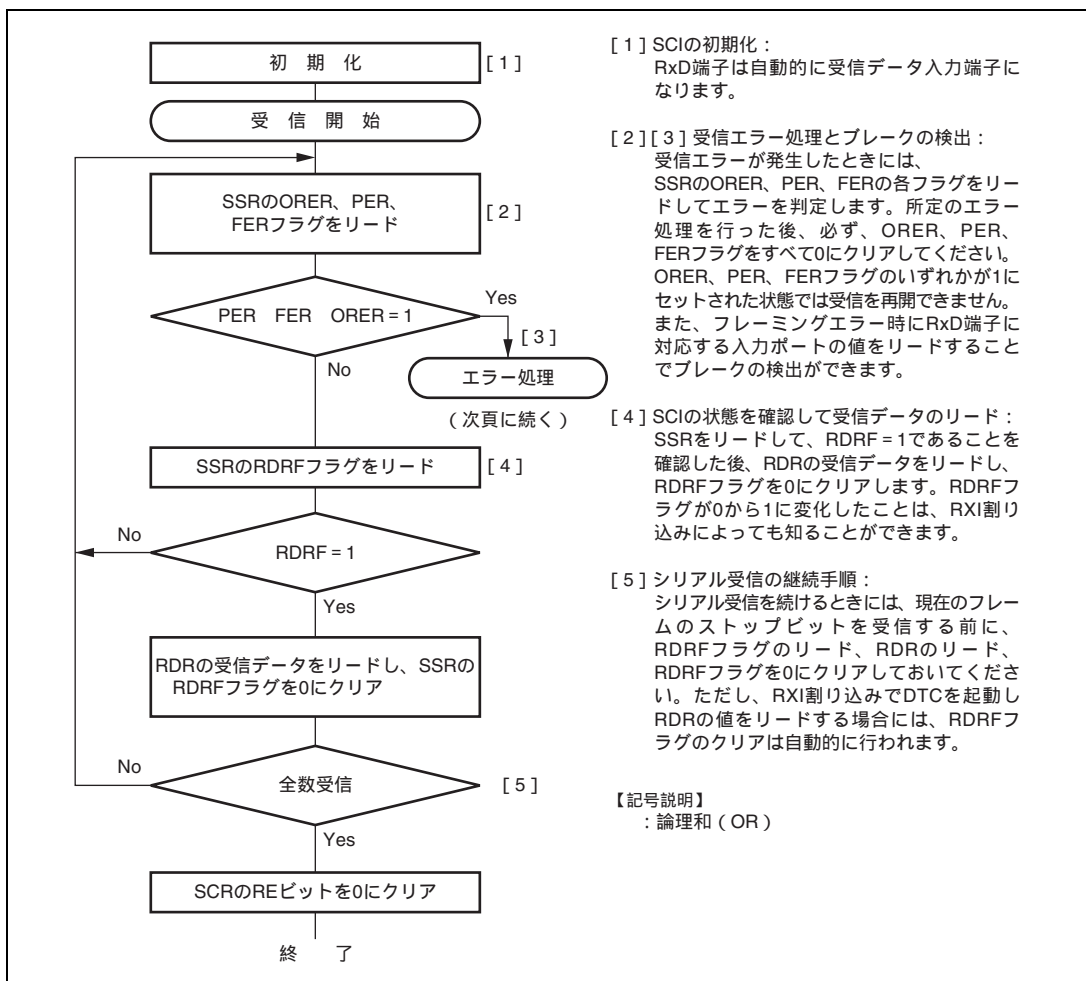 初 期 化
[ 1 ]
受 信 開 始
SSRのORER、PER、
FERフラグをリード
[ 2 ]
PER FER ORER = 1
Yes
[ 3 ]
No
エラー処理
( 次頁に続く )
SSRのRDRFフラグをリード
[ 4 ]
No
RDRF = 1
Yes
RDRの受信データをリードし、SSRの
RDRFフラグを0にクリア
No
全数受信
[ 5 ]
Yes
SCRのREビットを0にクリア
終 了
[ 1 ] SCIの初期化：
RxD端子は自動的に受信データ入力端子に
なります。
[ 2 ] [ 3 ] 受信エラー処理とブレークの検出：
受信エラーが発生したときには、
SSRのORER、PER、FERの各フラグをリー
ドしてエラーを判定します。所定のエラー
処理を行った後、必ず、ORER、PER、
FERフラグをすべて0にクリアしてください。
ORER、PER、FERフラグのいずれかが1に
セットされた状態では受信を再開できません。
また、フレーミングエラー時にRxD端子に
対応する入力ポートの値をリードすること
でブレークの検出ができます。
[ 4 ] SCIの状態を確認して受信データのリード：
SSRをリードして、RDRF = 1であることを
確認した後、RDRの受信データをリードし、
RDRFフラグを0にクリアします。RDRFフ
ラグが0から1に変化したことは、RXI割り
込みによっても知ることができます。
[ 5 ] シリアル受信の継続手順：
シリアル受信を続けるときには、現在のフレー
ムのストップビットを受信する前に、
RDRFフラグのリード、RDRのリード、
RDRFフラグを0にクリアしておいてくださ
い。ただし、RXI割り込みでDTCを起動し
RDRの値をリードする場合には、RDRFフ
ラグのクリアは自動的に行われます。
【記号説明】
：論理和 ( OR )